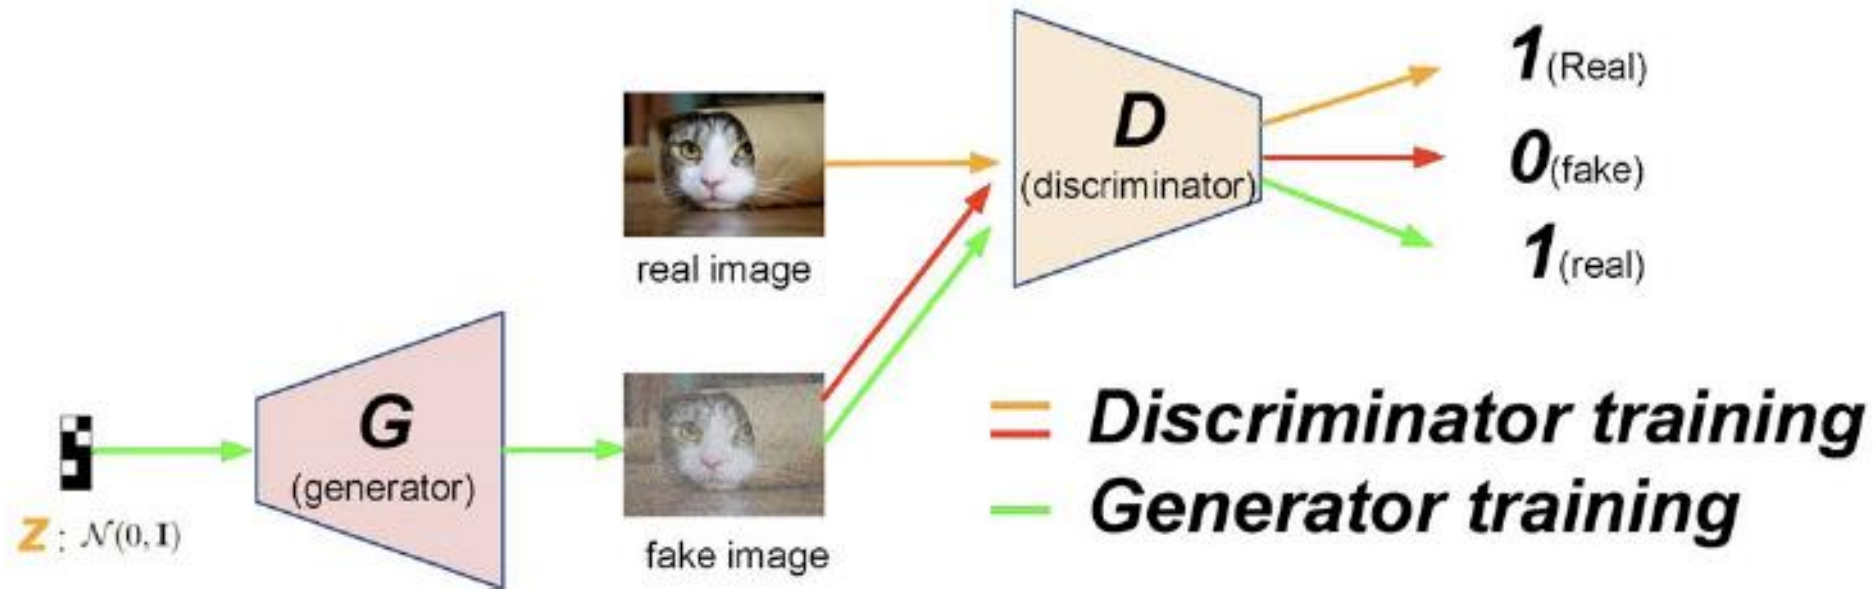 1(Real)
D
0(fake)
(discriminator)
1(real)
real image
G
Discriminator training
(generator)
Generator training
Z : 𝒩(0, I)
fake image